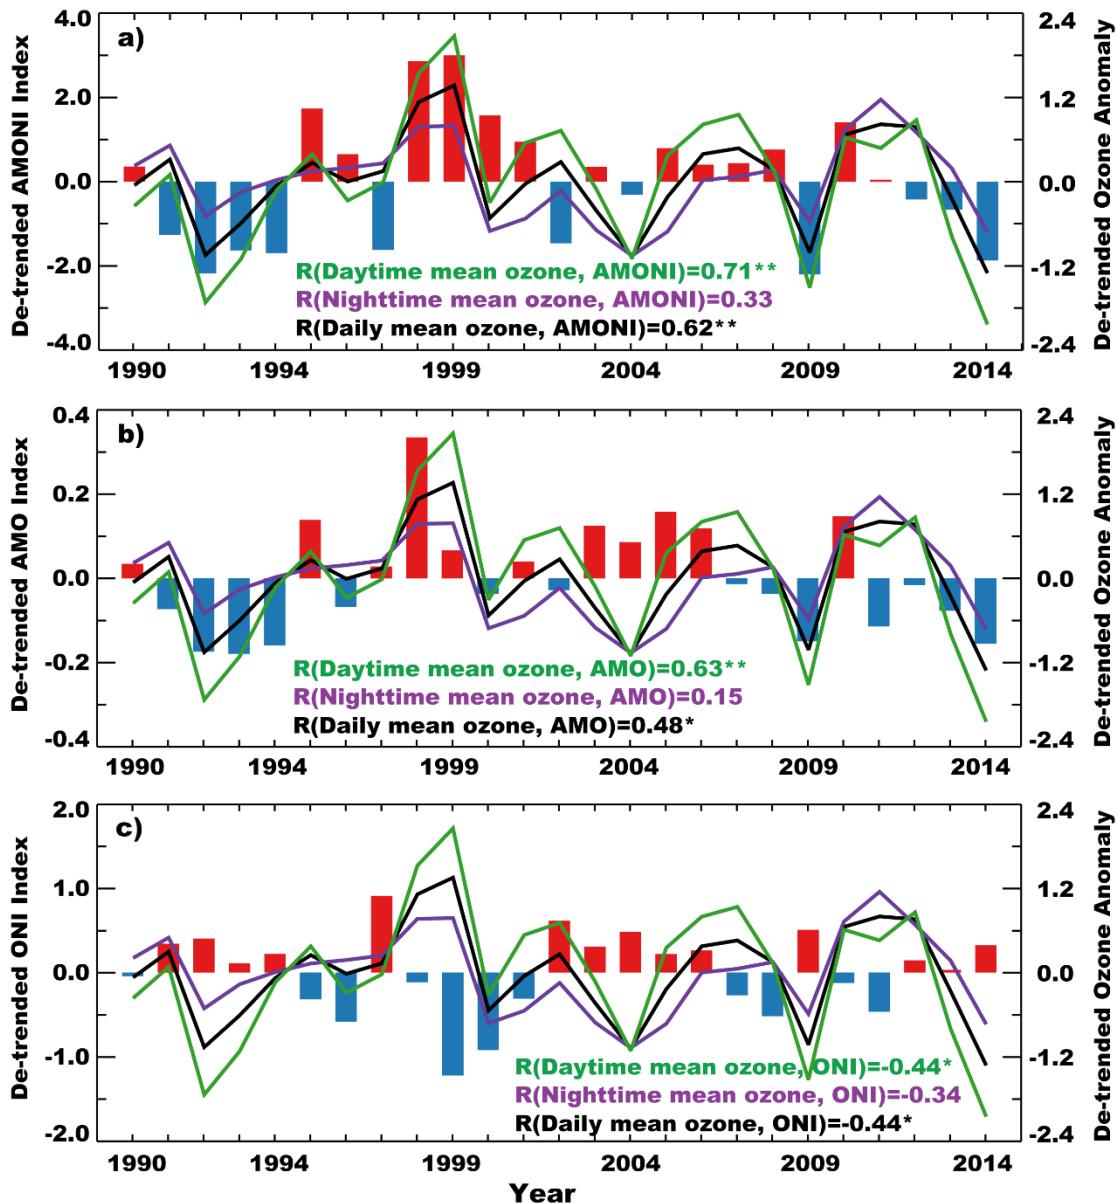 a)
De-trended AMONI Index
4.0
2.0
0.0
-2.0
-4.0
De-trended Ozone Anomaly
2.4
1.2
0.0
-1.2
-2.4
R(Daytime mean ozone, AMONI)=0.71**
R(Nighttime mean ozone, AMONI)=0.33
R(Daily mean ozone, AMONI)=0.62**
1990 1994 1999 2004 2009 2014
b)
De-trended AMO Index
0.4
0.2
0.0
-0.2
-0.4
De-trended Ozone Anomaly
2.4
1.2
0.0
-1.2
-2.4
R(Daytime mean ozone, AMO)=0.63**
R(Nighttime mean ozone, AMO)=0.15
R(Daily mean ozone, AMO)=0.48*
1990 1994 1999 2004 2009 2014
c)
De-trended ONI Index
2.0
1.0
0.0
-1.0
-2.0
De-trended Ozone Anomaly
2.4
1.2
0.0
-1.2
-2.4
R(Daytime mean ozone, ONI)=-0.44*
R(Nighttime mean ozone, ONI)=-0.34
R(Daily mean ozone, ONI)=-0.44*
1990 1994 1999 2004 2009 2014
Year